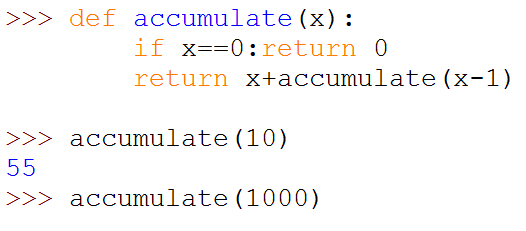 >>> def accumulate(x):
        if x==0:return 0
        return x+accumulate(x-1)

>>> accumulate(10)
55
>>> accumulate(1000)